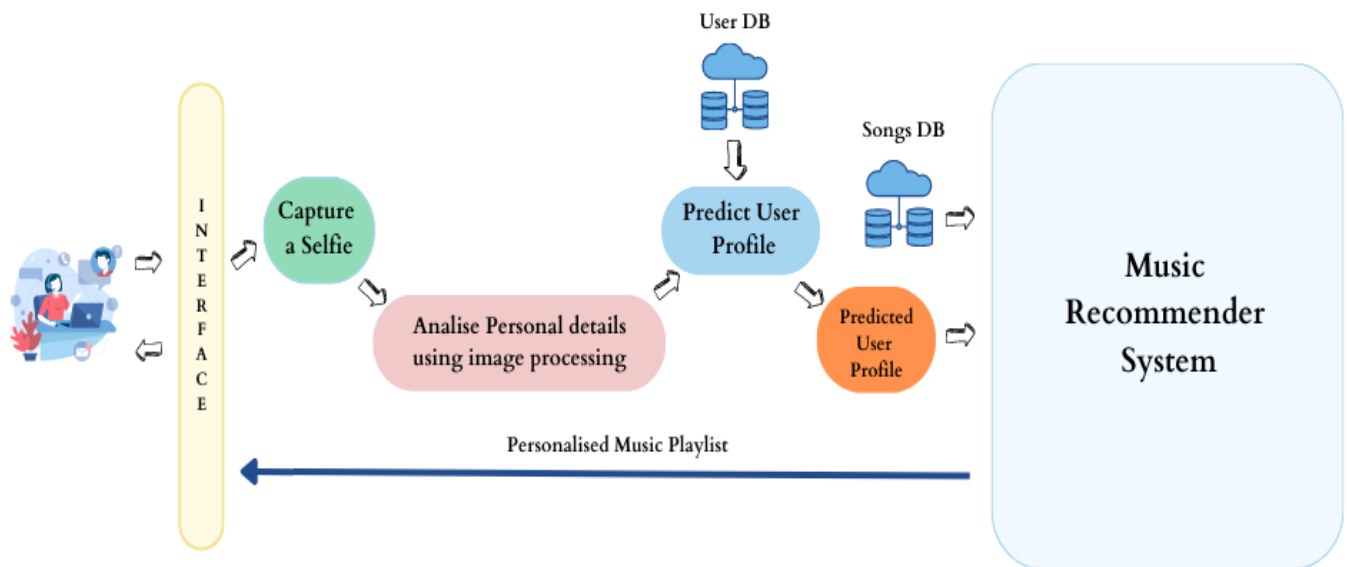 User DB
Songs DB
INTERFACE
Capture
a Selfie
Predict User
Profile
Analise Personal details
using image processing
Predicted
User
Profile
Music
Recommender
System
Personalised Music Playlist